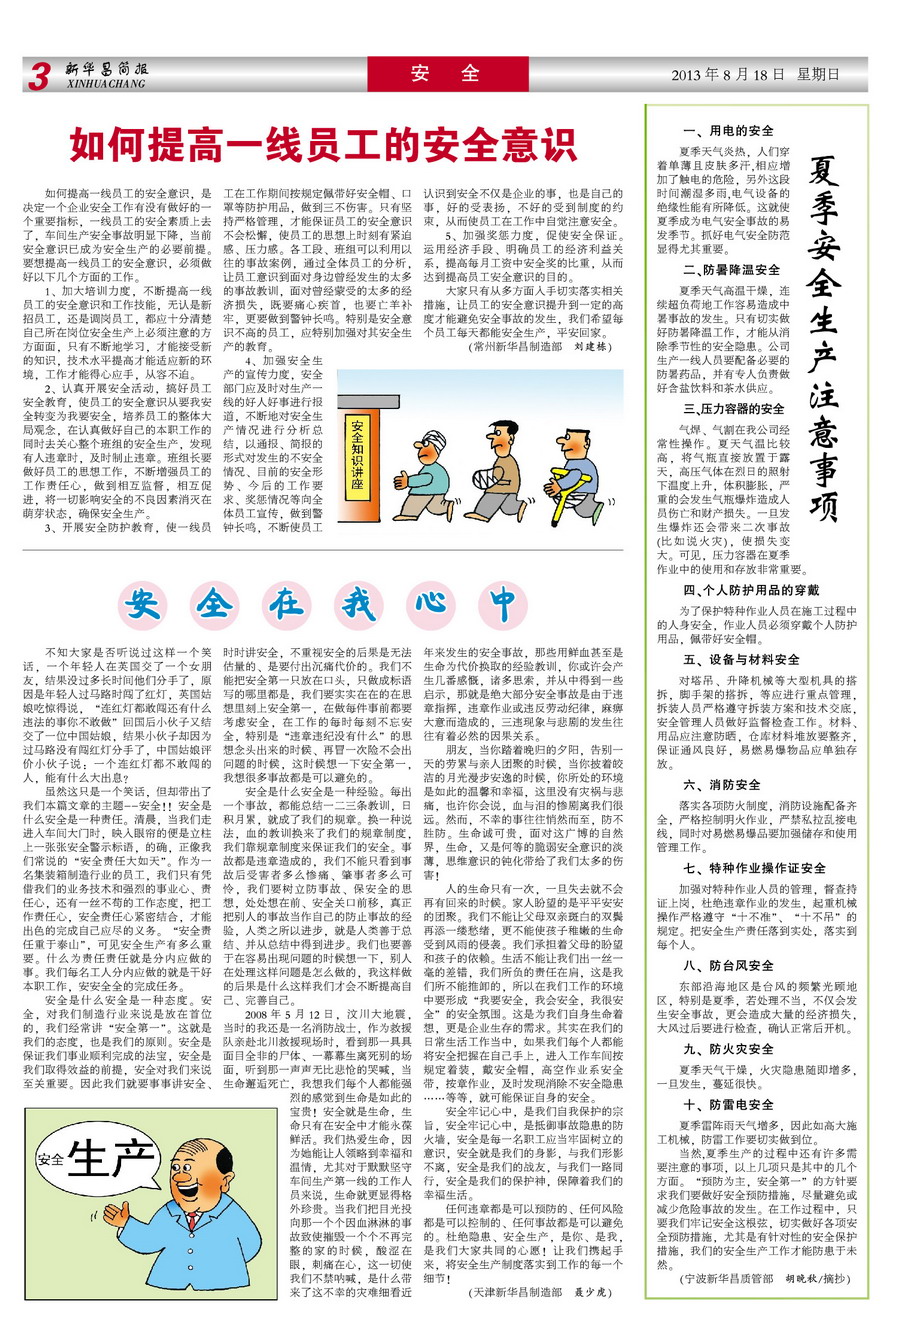 3
新华昌简报
XINHUACHANG
安 全
2013 年 8 月 18 日 星期日
如何提高一线员工的安全意识
如何提高一线员工的安全意识，是
决定一个企业安全工作有没有做好的一
个重要指标，一线员工的安全素质上去
了，车间生产安全事故明显下降，当前
安全意识已成为安全生产的必要前提。
要想提高一线员工的安全意识，必须做
好以下几个方面的工作。
1、加大培训力度，不断提高一线
员工的安全意识和工作技能，无认是新
招员工，还是调岗员工，都应十分清楚
自己所在岗位安全生产上必须注意的方
方面面，只有不断地学习，才能接受新
的知识，技术水平提高才能适应新的环
境，工作才能得心应手，从容不迫。
2、认真开展安全活动，搞好员工
安全教育，使员工的安全意识从要我安
全转变为我要安全，培养员工的整体大
局观念，在认真做好自己的本职工作的
同时去关心整个班组的安全生产，发现
有人违章时，及时制止违章。班组长要
做好员工的思想工作，不断增强员工的
工作责任心，做到相互监督，相互促
进，将一切影响安全的不良因素消灭在
萌芽状态，确保安全生产。
3、开展安全防护教育，使一线员
工在工作期间按规定佩带好安全帽、口
罩等防护用品，做到三不伤害。只有坚
持严格管理，才能保证员工的安全意识
不会松懈，使员工的思想上时刻有紧迫
感、压力感。各工段、班组可以利用以
往的事故案例，通过全体员工的分析，
让员工意识到面对身边曾经发生的太多
的事故教训，面对曾经蒙受的太多的经
济损失，既要痛心疾首，也要亡羊补
牢，更要做到警钟长鸣。特别是安全意
识不高的员工，应特别加强对其安全生
产的教育。
4、加强安全生
产的宣传力度，安全
部门应及时对生产一
线的好人好事进行报
道，不断地对安全生
产情况进行分析总
结，以通报、简报的
形式对发生的不安全
情况、目前的安全形
势、今后的工作要
求、奖惩情况等向全
体员工宣传，做到警
钟长鸣，不断使员工
认识到安全不仅是企业的事，也是自己的
事，好的受表扬，不好的受到制度的约
束，从而使员工在工作中自觉注意安全。
5、加强奖惩力度，促使安全保证。
运用经济手段、明确员工的经济利益关
系，提高每月工资中安全奖的比重，从而
达到提高员工安全意识的目的。
大家只有从多方面入手切实落实相关
措施，让员工的安全意识提升到一定的高
度才能避免安全事故的发生，我们希望每
个员工每天都能安全生产，平安回家。
(常州新华昌制造部 刘建栋)
安全知识讲座
安全在我心中
不知大家是否听说过这样一个笑
话，一个年轻人在英国交了一个女朋
友，结果没过多长时间他们分手了，原
因是年轻人过马路时闯了红灯，英国姑
娘吃惊得说，“连红灯都敢闯还有什么
违法的事你不敢做”回国后小伙子又结
交了一位中国姑娘，结果小伙子却因为
过马路没有闯红灯分手了，中国姑娘评
价小伙子说：一个连红灯都不敢闯的
人，能有什么大出息?
虽然这只是一个笑话，但却带出了
我们本篇文章的主题--安全!! 安全是
什么安全是一种责任。清晨，当我们走
进入车间大门时，映入眼帘的便是立柱
上一张张安全警示标语，的确，正像我
们常说的“安全责任大如天”。作为一
名集装箱制造行业的员工，我们只有凭
借我们的业务技术和强烈的事业心、责
任心，还有一丝不苟的工作态度，把工
作责任心，安全责任心紧密结合，才能
出色的完成自己应尽的义务。“安全责
任重于泰山”，可见安全生产有多么重
要。什么为责任责任就是分内应做的
事。我们每名工人分内应做的就是干好
本职工作，安安全全的完成任务。
安全是什么安全是一种态度。安
全，对我们制造行业来说是放在首位
的，我们经常讲“安全第一”。这就是
我们的态度，也是我们的原则。安全是
保证我们事业顺利完成的法宝，安全是
我们取得效益的前提，安全对我们来说
至关重要。因此我们就要事事讲安全、
时时讲安全，不重视安全的后果是无法
估量的、是要付出沉痛代价的。我们不
能把安全第一只放在口头，只做成标语
写的哪里都是，我们要实实在在的在思
想里刻上安全第一，在做每件事前都要
考虑安全，在工作的每时每刻不忘安
全，特别是“违章违纪没有什么”的思
想念头出来的时候、再冒一次险不会出
问题的时候，这时候想一下安全第一，
我想很多事故都是可以避免的。
安全是什么安全是一种经验。每出
一个事故，都能总结一二三条教训，日
积月累，就成了我们的规章。换一种说
法，血的教训换来了我们的规章制度，
我们靠规章制度来保证我们的安全。事
故都是违章造成的，我们不能只看到事
故后受害者多么惨痛、肇事者多么可
怜，我们要树立防事故、保安全的思
想，处处想在前、安全关口前移，真正
把别人的事故当作自己的防止事故的经
验，人类之所以进步，就是人类善于总
结、并从总结中得到进步。我们也要善
于在容易出现问题的时候想一下，别人
在处理这样问题是怎么做的，我这样做
的后果是什么这样我们才会不断提高自
己、完善自己。
2008 年 5 月 12 日，汶川大地震，
当时的我还是一名消防战士，作为救援
队亲赴北川救援现场时，看到那一具具
面目全非的尸体、一幕幕生离死别的场
面，听到那一声声无比悲怆的哭喊，当
生命邂逅死亡，我想我们每个人都能强
烈的感觉到生命是如此的
宝贵！安全就是生命，生
命只有在安全中才能永葆
鲜活。我们热爱生命，因
为她能让人领略到幸福和
温情，尤其对于默默坚守
车间生产第一线的工作人
员来说，生命就更显得格
外珍贵。当我们把目光投
向那一个个因血淋淋的事
故致使摧毁一个个不再完
整的家的时候，酸涩在
眼，刺痛在心，这一切使
我们不禁呐喊，是什么带
来了这不幸的灾难细看近
年来发生的安全事故，那些用鲜血甚至是
生命为代价换取的经验教训，你或许会产
生几番感慨，诸多思索，并从中得到一些
启示，那就是绝大部分安全事故是由于违
章指挥，违章作业或违反劳动纪律，麻痹
大意而造成的，三违现象与悲剧的发生往
往有着必然的因果关系。
朋友，当你踏着晚归的夕阳，告别一
天的劳累与亲人团聚的时候，当你披着皎
洁的月光漫步安逸的时候，你所处的环境
是如此的温馨和幸福，这里没有灾祸与悲
痛，也许你会说，血与泪的惨剧离我们很
远。然而，不幸的事往往悄然而至，防不
胜防。生命诚可贵，面对这广博的自然
界，生命，又是何等的脆弱安全意识的淡
薄，思维意识的钝化带给了我们太多的伤
害！
人的生命只有一次，一旦失去就不会
再有回来的时候。家人盼望的是平平安安
的团聚。我们不能让父母双亲斑白的双鬓
再添一缕愁绪，更不能使孩子稚嫩的生命
受到风雨的侵袭。我们承担着父母的盼望
和孩子的依赖。生活不能让我们出一丝一
毫的差错，我们所负的责任在肩，这是我
们所不能推卸的，所以在我们工作的环境
中要形成“我要安全，我会安全，我很安
全”的安全氛围。这是为我们自身生命着
想，更是企业生存的需求。其实在我们的
日常生活工作当中，如果我们每个人都能
将安全把握在自己手上，进入工作车间按
规定着装，戴安全帽，高空作业系安全
带，按章作业，及时发现消除不安全隐患
……等等，就可能保证自身的安全。
安全牢记心中，是我们自我保护的宗
旨，安全牢记心中，是抵御事故隐患的防
火墙，安全是每一名职工应当牢固树立的
意识，安全就是我们的身影，与我们形影
不离，安全是我们的战友，与我们一路同
行，安全是我们的保护神，保障着我们的
幸福生活。
任何违章都是可以预防的、任何风险
都是可以控制的、任何事故都是可以避免
的。杜绝隐患、安全生产，是你、是我，
是我们大家共同的心愿！让我们携起手
来，将安全生产制度落实到工作的每一个
细节！
(天津新华昌制造部 聂少虎)
安全
生产
夏季安全生产注意事项
一、用电的安全
夏季天气炎热，人们穿
着单薄且皮肤多汗,相应增
加了触电的危险，另外这段
时间潮湿多雨,电气设备的
绝缘性能有所降低。这就使
夏季成为电气安全事故的易
发季节。抓好电气安全防范
显得尤其重要。
二、防暑降温安全
夏季天气高温干燥，连
续超负荷地工作容易造成中
暑事故的发生。只有切实做
好防暑降温工作，才能从消
除季节性的安全隐患。公司
生产一线人员要配备必要的
防暑药品，并有专人负责做
好含盐饮料和茶水供应。
三、压力容器的安全
气焊、气割在我公司经
常性操作。夏天气温比较
高，将气瓶直接放置于露
天，高压气体在烈日的照射
下温度上升，体积膨胀，严
重的会发生气瓶爆炸造成人
员伤亡和财产损失。一旦发
生爆炸还会带来二次事故
(比如说火灾)，使损失变
大。可见，压力容器在夏季
作业中的使用和存放非常重要。
四、个人防护用品的穿戴
为了保护特种作业人员在施工过程中
的人身安全，作业人员必须穿戴个人防护
用品，佩带好安全帽。
五、设备与材料安全
对塔吊、升降机械等大型机具的搭
拆，脚手架的搭拆，等应进行重点管理，
拆装人员严格遵守拆装方案和技术交底，
安全管理人员做好监督检查工作。材料、
用品应注意防晒，仓库材料堆放要整齐，
保证通风良好，易燃易爆物品应单独存
放。
六、消防安全
落实各项防火制度，消防设施配备齐
全，严格控制明火作业，严禁私拉乱接电
线，同时对易燃易爆品要加强储存和使用
管理工作。
七、特种作业操作证安全
加强对特种作业人员的管理，督查持
证上岗，杜绝违章作业的发生，起重机械
操作严格遵守“十不准”、“十不吊”的
规定。把安全生产责任落到实处，落实到
每个人。
八、防台风安全
东部沿海地区是台风的频繁光顾地
区，特别是夏季，若处理不当，不仅会发
生安全事故，更会造成大量的经济损失，
大风过后要进行检查，确认正常后开机。
九、防火灾安全
夏季天气干燥，火灾隐患随即增多，
一旦发生，蔓延很快。
十、防雷电安全
夏季雷阵雨天气增多，因此如高大施
工机械，防雷工作要切实做到位。
当然,夏季生产的过程中还有许多需
要注意的事项，以上几项只是其中的几个
方面。“预防为主，安全第一”的方针要
求我们要做好安全预防措施，尽量避免或
减少危险事故的发生。在工作过程中，只
要我们牢记安全这根弦，切实做好各项安
全预防措施，尤其是有针对性的安全保护
措施，我们的安全生产工作才能防患于未
然。
(宁波新华昌质管部 胡晓秋/摘抄)